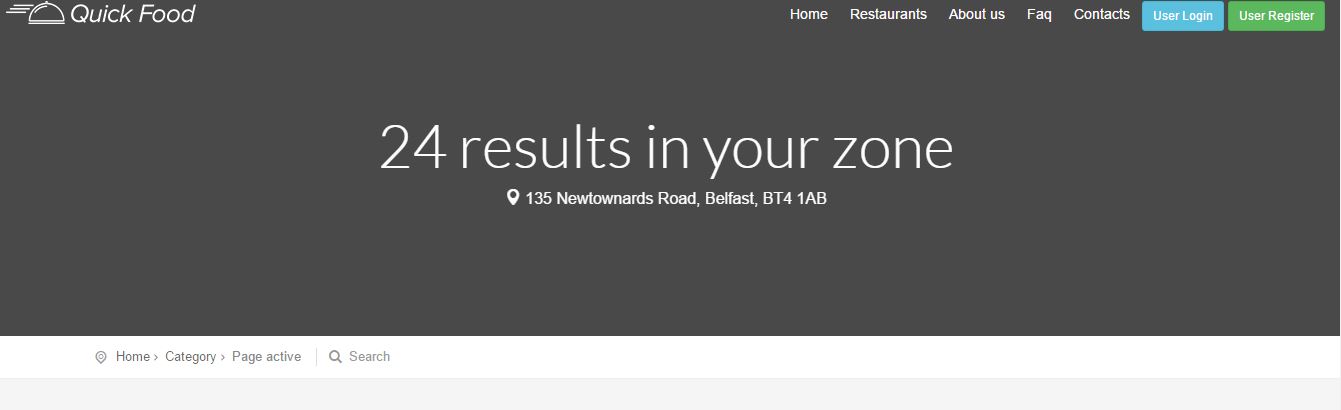 Quick Food Home Restaurants About us Faq Contacts User Login User Register
24 results in your zone
135 Newtownards Road, Belfast, BT4 1AB
Home › Category › Page active Search